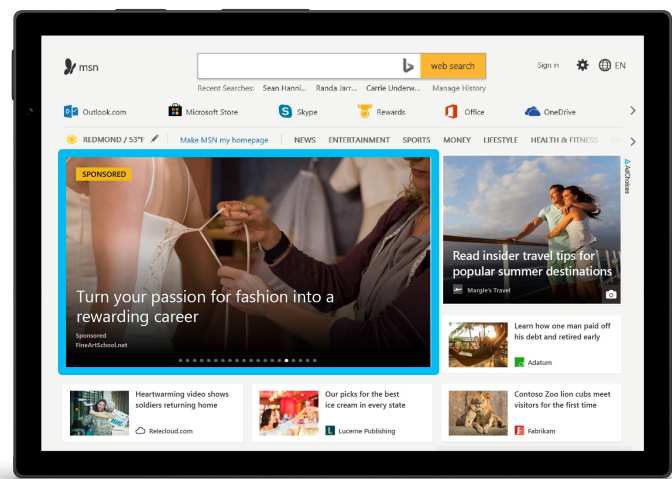 msn
web search
Sign in
EN
Recent Searches: Sean Hanni... Randa Jarr... Carrie Underw... Manage History
Outlook.com
Microsoft Store
Skype
Rewards
Office
OneDrive
REDMOND / 53°F
Make MSN my homepage
NEWS ENTERTAINMENT SPORTS MONEY LIFESTYLE HEALTH & FITNESS
SPONSORED
Turn your passion for fashion into a
rewarding career
Sponsored
FineArtSchool.net
AdChoices
Read insider travel tips for
popular summer destinations
Margie's Travel
Learn how one man paid off
his debt and retired early
Adatum
Heartwarming video shows
soldiers returning home
Relecloud.com
Our picks for the best
ice cream in every state
L
Lucerne Publishing
Contoso Zoo lion cubs meet
visitors for the first time
Fabrikam